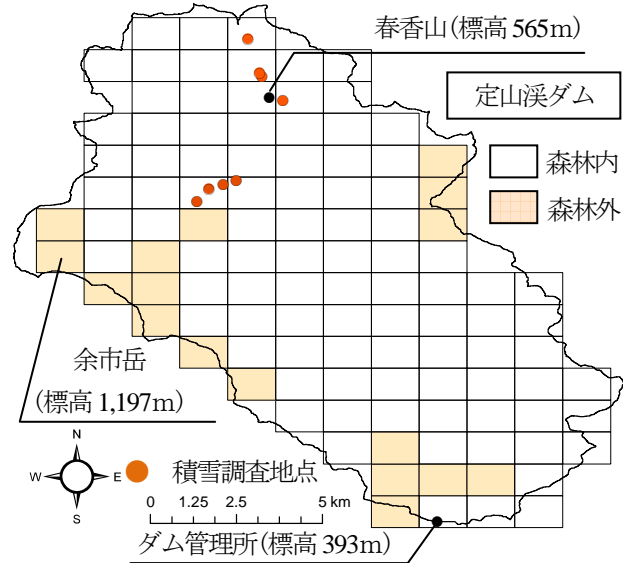 春香山(標高 565m)
定山渓ダム
森林内
森林外
余市岳
(標高 1,197m)
N
W E
S
積雪調査地点
0 1.25 2.5 5 km
ダム管理所(標高 393m)